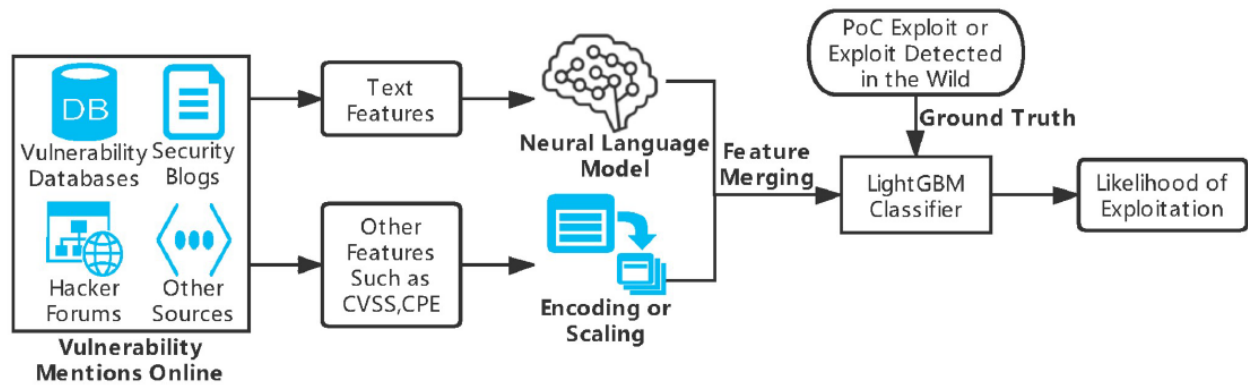 DB
Vulnerability
Databases
Security
Blogs
Hacker
Forums
Other
Sources
Vulnerability
Mentions Online
Text
Features
Other
Features
Such as
CVSS,CPE
Neural Language
Model
Encoding or
Scaling
Feature
Merging
PoC Exploit or
Exploit Detected
in the Wild
Ground Truth
LightGBM
Classifier
Likelihood of
Exploitation